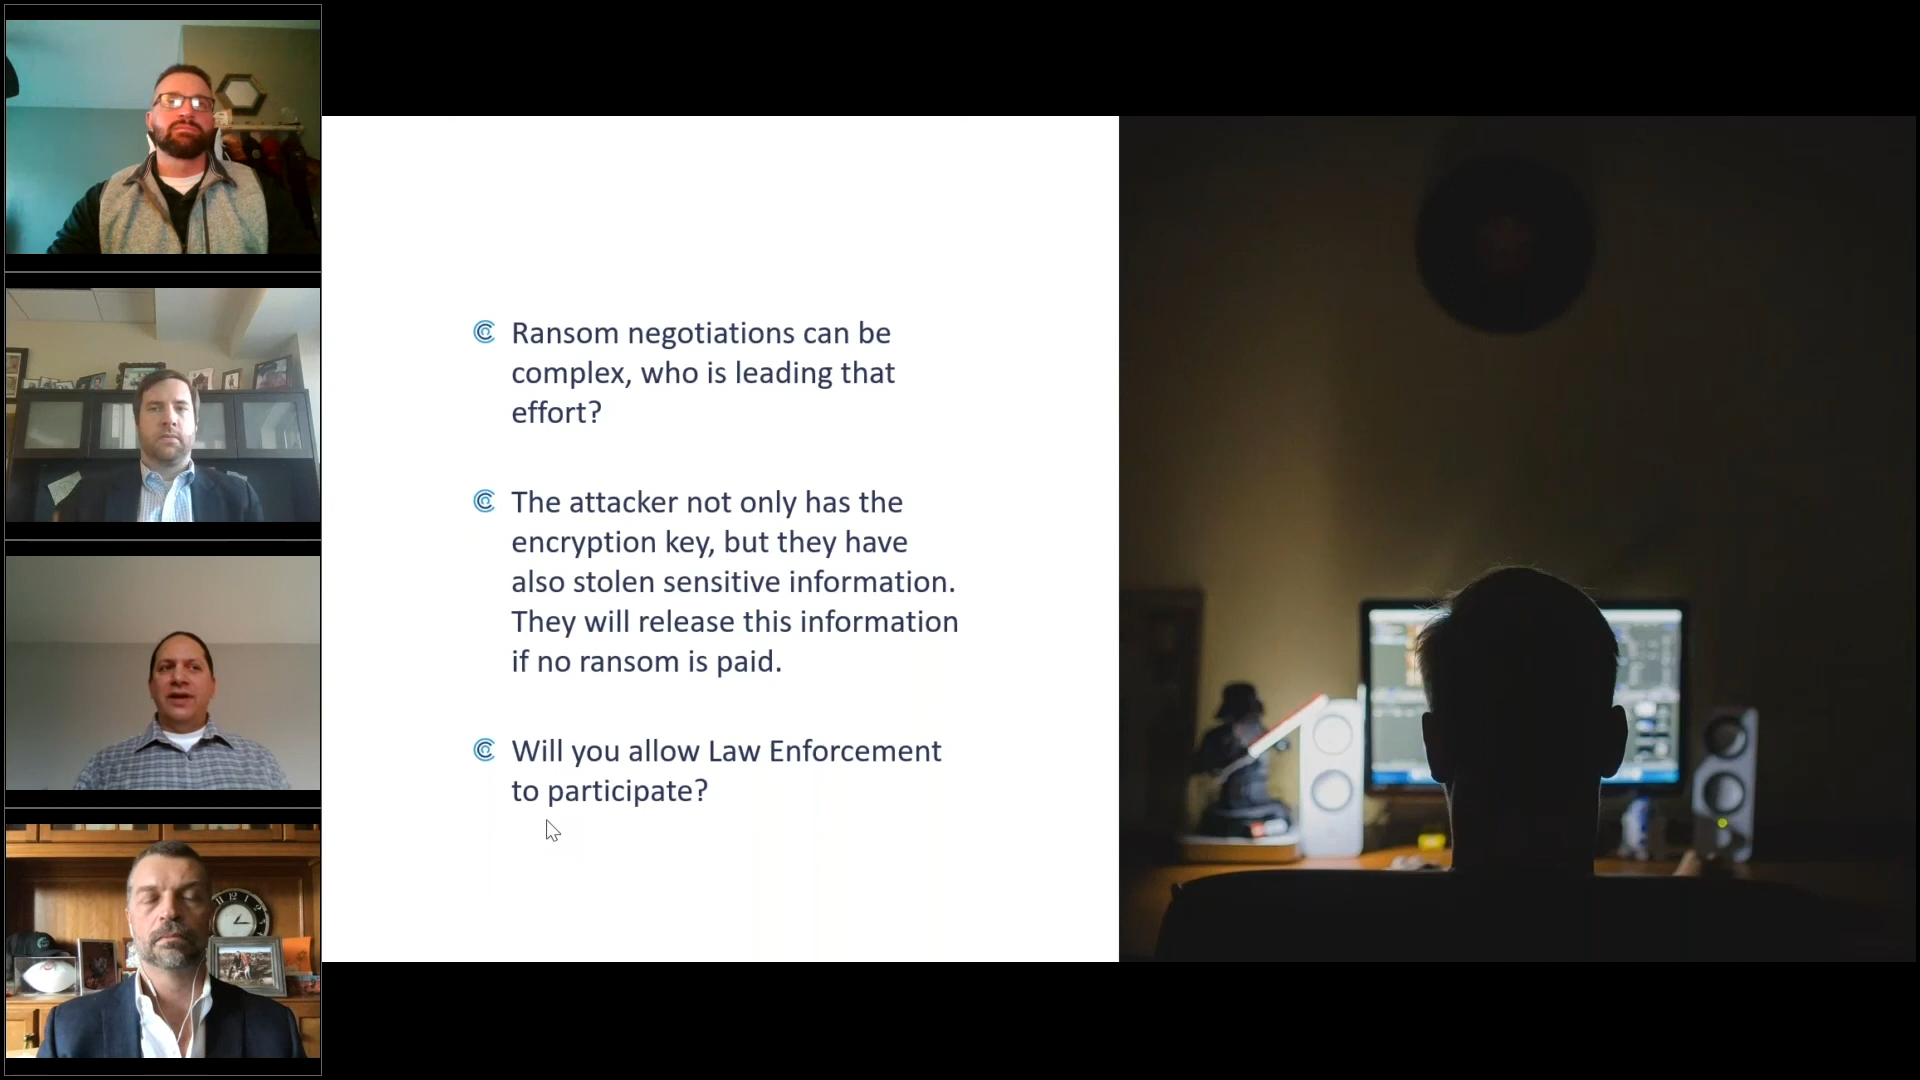 Ransom negotiations can be
complex, who is leading that
effort?
The attacker not only has the
encryption key, but they have
also stolen sensitive information.
They will release this information
if no ransom is paid.
Will you allow Law Enforcement
to participate?